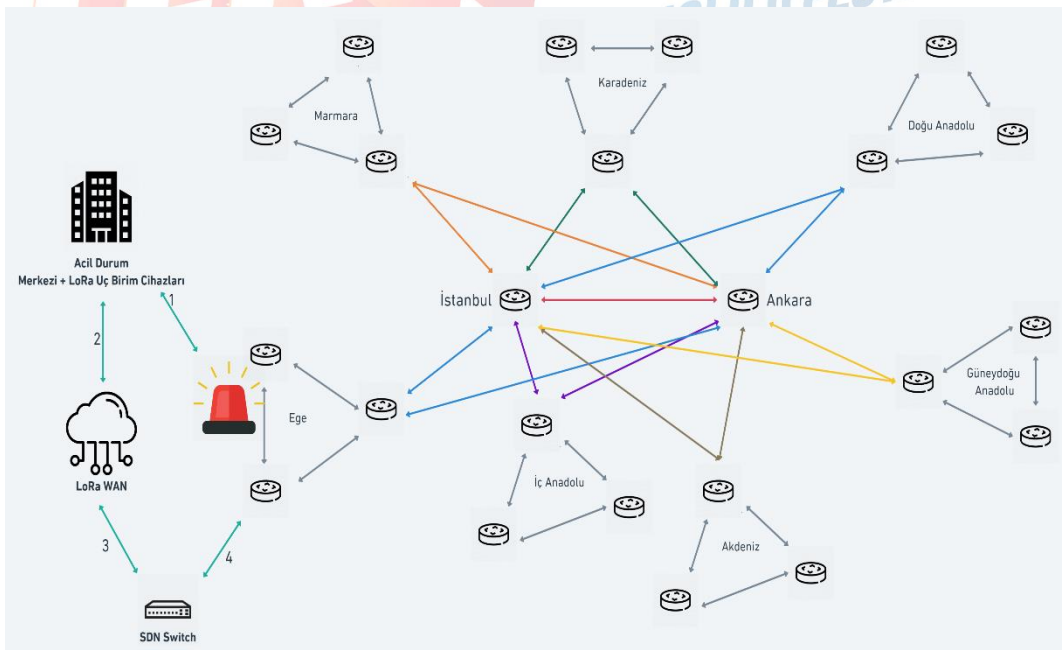 Karadeniz
Marmara
Doğu Anadolu
Acil Durum
Merkezi + LoRa Uç Birim Cihazları
1
2
İstanbul
Ankara
Güneydoğu
Anadolu
Ege
LoRa WAN
İç Anadolu
Akdeniz
3
4
SDN Switch